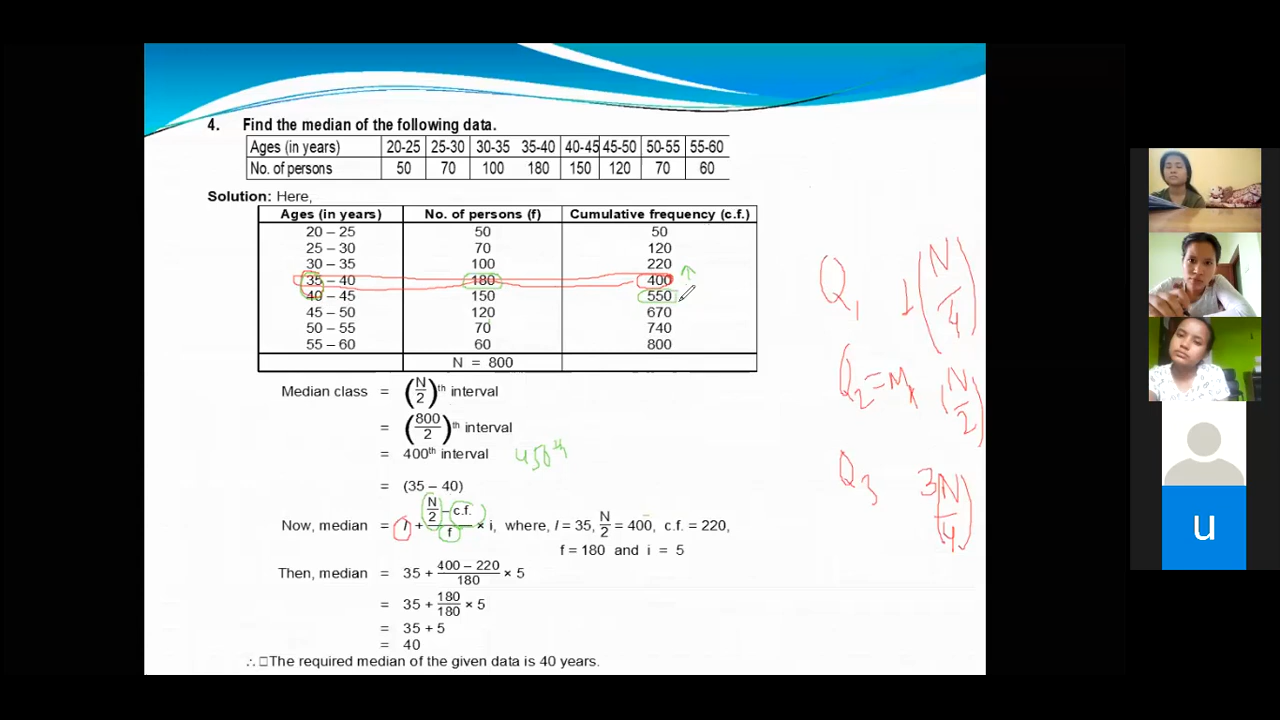 4. Find the median of the following data.
Ages (in years) 20-25 25-30 30-35 35-40 40-45 45-50 50-55 55-60
No. of persons 50 70 100 180 150 120 70 60
Solution: Here,
Ages (in years) No. of persons (f) Cumulative frequency (c.f.)
20 – 25 50 50
25 – 30 70 120
30 – 35 100 220
35 – 40 180 400
40 – 45 150 550
45 – 50 120 670
50 – 55 70 740
55 – 60 60 800
N = 800
Median class = (N/2)th interval
= (800/2)th interval
= 400th interval 450th
= (35 – 40)
Now, median = l + (N/2 – c.f.)/f × i, where, l = 35, N/2 = 400, c.f. = 220,
f = 180 and i = 5
Then, median = 35 + (400 – 220)/180 × 5
= 35 + 180/180 × 5
= 35 + 5
= 40
∴ The required median of the given data is 40 years.
Q1 1(N/4)
Q2 = M (N/2)
Q3 3(N/4)
u